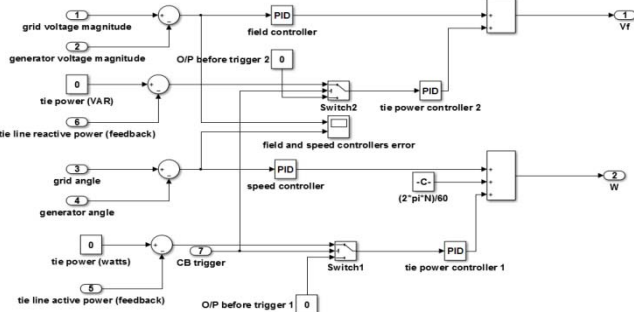 1
grid voltage magnitude
+
−
PID
field controller
+
+
1
Vf
2
generator voltage magnitude
O/P before trigger 2
0
0
tie power (VAR)
+
−
Switch2
PID
tie power controller 2
6
tie line reactive power (feedback)
field and speed controllers error
3
grid angle
+
−
PID
speed controller
+
+
+
2
W
4
generator angle
-C-
(2*pi*N)/60
0
tie power (watts)
+
−
7
CB trigger
Switch1
PID
tie power controller 1
5
tie line active power (feedback)
O/P before trigger 1
0